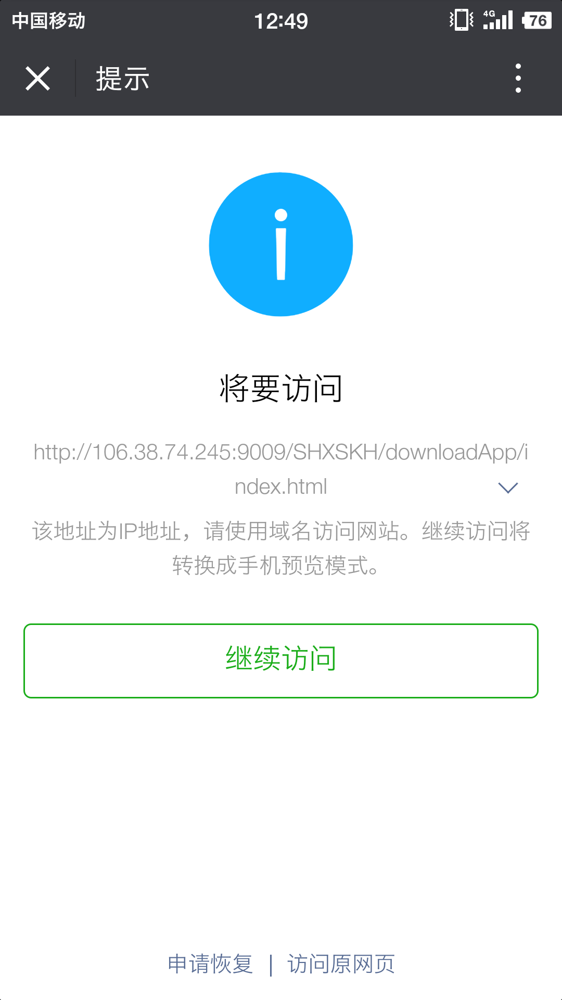 中国移动 12:49 4G 76
提示
将要访问
http://106.38.74.245:9009/SHXSKH/downloadApp/i
ndex.html
该地址为IP地址，请使用域名访问网站。继续访问将
转换成手机预览模式。
继续访问
申请恢复 | 访问原网页